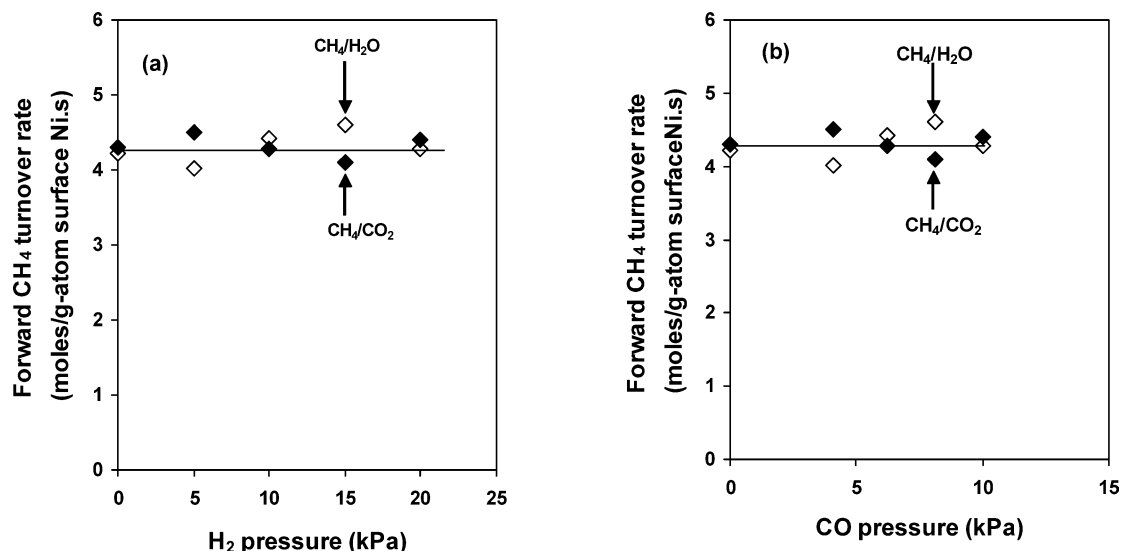 (a)
CH₄/H₂O
CH₄/CO₂
6
5
4
3
2
1
0
0 5 10 15 20 25
H₂ pressure (kPa)
Forward CH₄ turnover rate
(moles/g-atom surface Ni.s)
(b)
CH₄/H₂O
CH₄/CO₂
6
5
4
3
2
1
0
0 5 10 15
CO pressure (kPa)
Forward CH₄ turnover rate
(moles/g-atom surfaceNi.s)